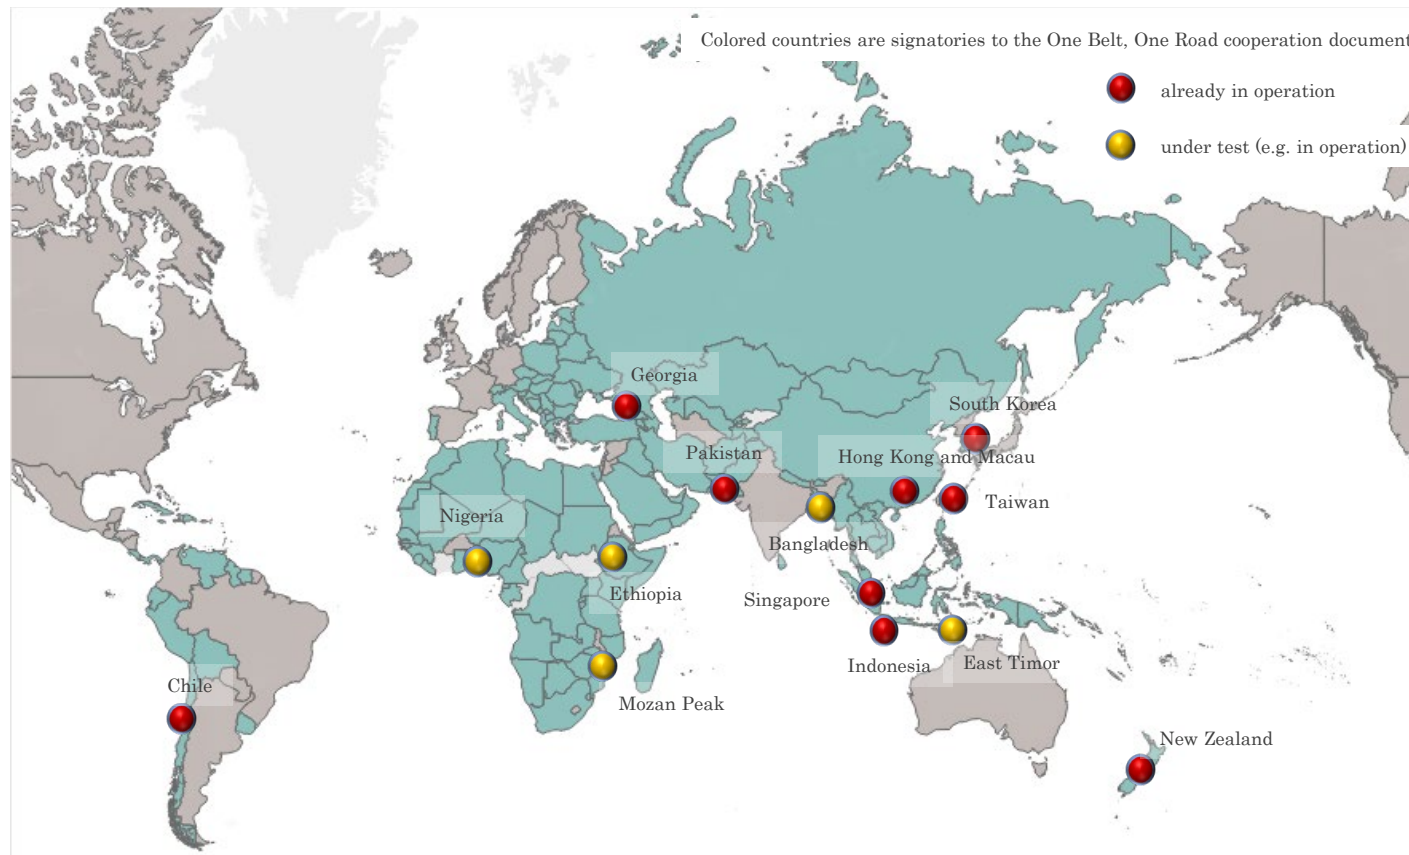 Colored countries are signatories to the One Belt, One Road cooperation document
already in operation
under test (e.g. in operation)
Georgia
South Korea
Pakistan
Hong Kong and Macau
Taiwan
Nigeria
Bangladesh
Ethiopia
Singapore
Indonesia
East Timor
Chile
Mozan Peak
New Zealand